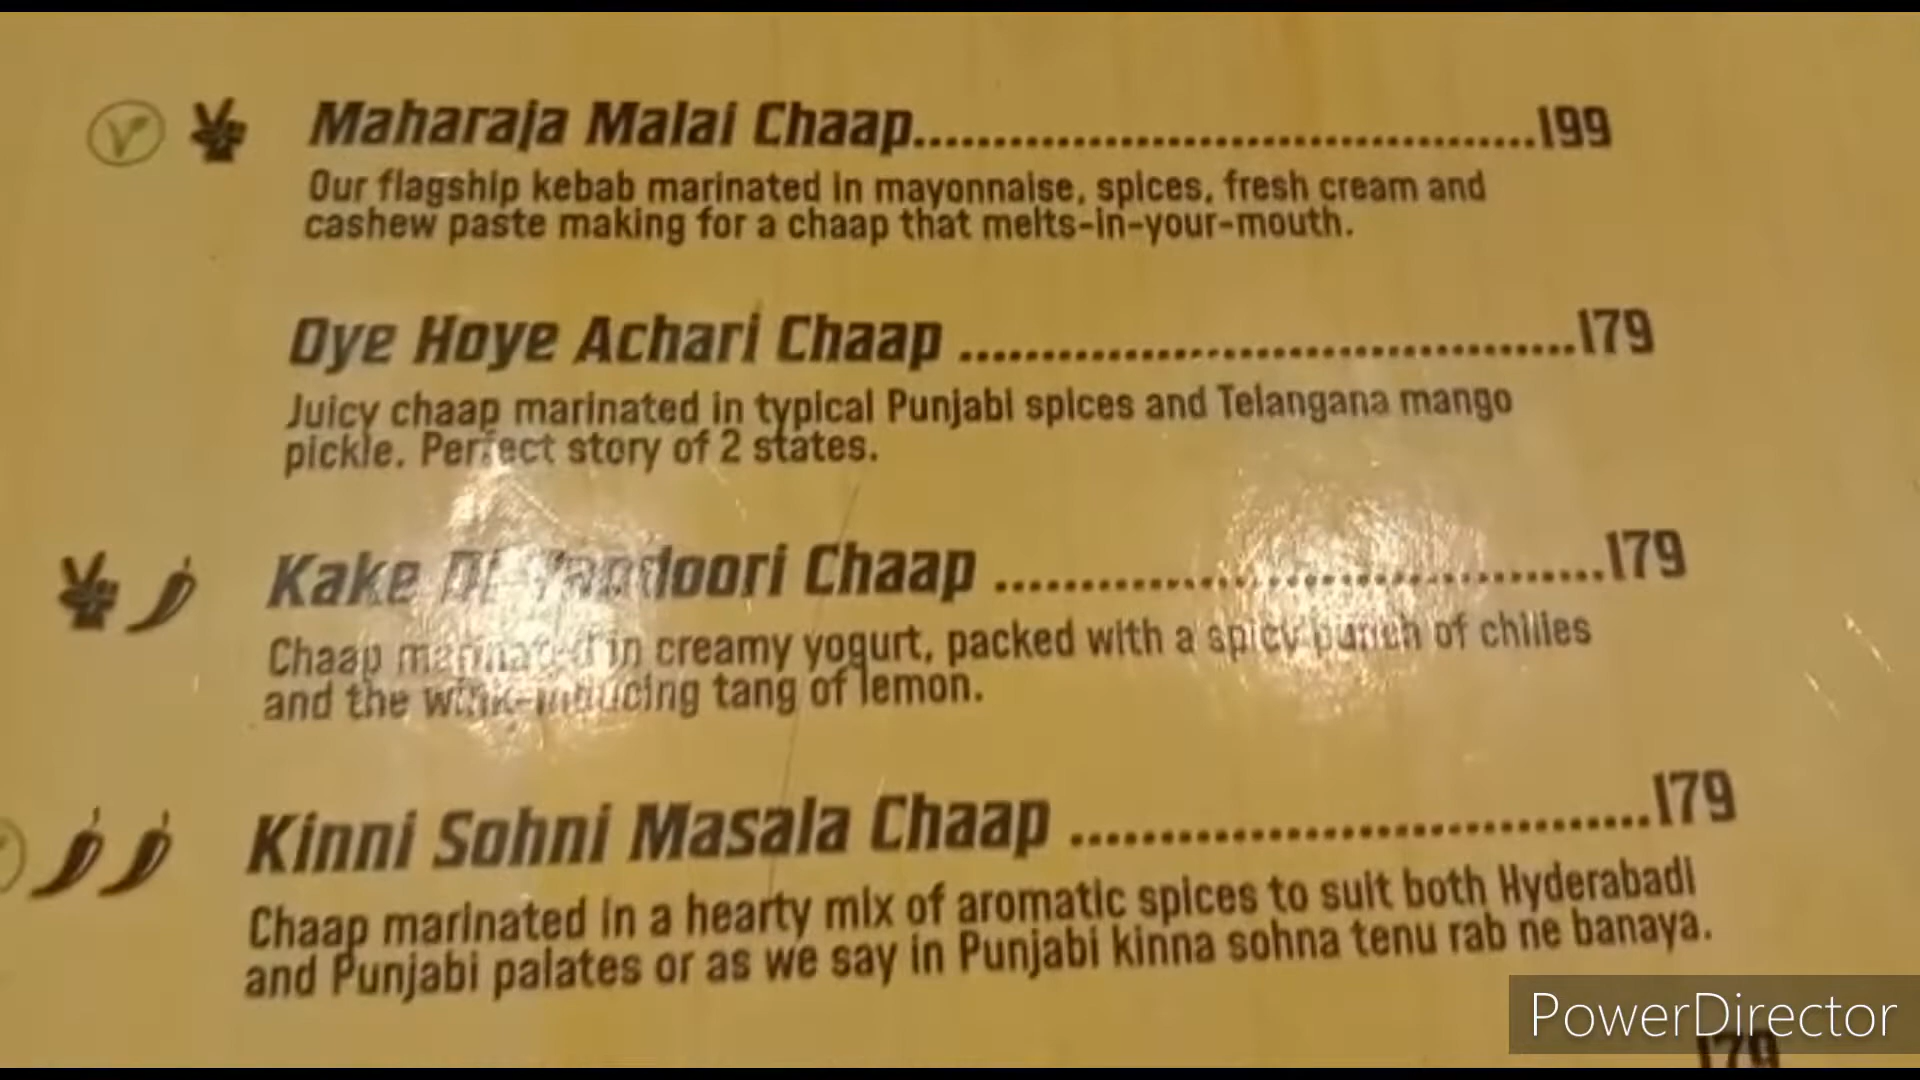 Maharaja Malai Chaap..........................................199
Our flagship kebab marinated in mayonnaise, spices, fresh cream and
cashew paste making for a chaap that melts-in-your-mouth.
Oye Hoye Achari Chaap ..........................................179
Juicy chaap marinated in typical Punjabi spices and Telangana mango
pickle. Perfect story of 2 states.
Kake Di Chaap ..........................................179
Chaap marinated in creamy yogurt, packed with a spicy punch of chilies
and the wink-inducing tang of lemon.
Kinni Sohni Masala Chaap ..........................................179
Chaap marinated in a hearty mix of aromatic spices to suit both Hyderabadi
and Punjabi palates or as we say in Punjabi kinna sohna tenu rab ne banaya.
PowerDirector
179